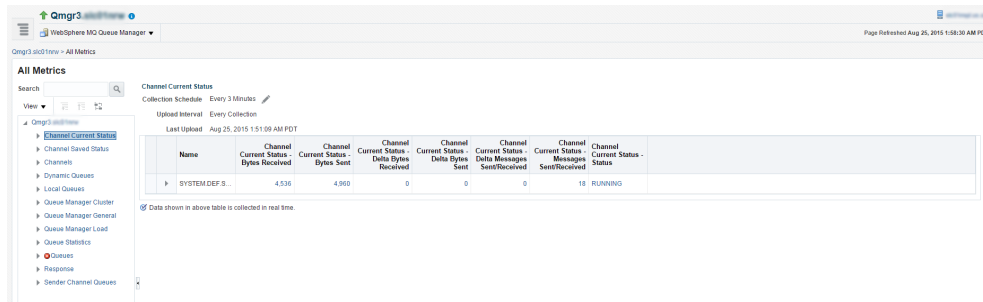 Qmgr3
WebSphere MQ Queue Manager
Page Refreshed Aug 25, 2015 1:58:30 AM PD
Qmgr3.slc01nrw > All Metrics
All Metrics
Search
View
Qmgr3
Channel Current Status
Channel Saved Status
Channels
Dynamic Queues
Local Queues
Queue Manager Cluster
Queue Manager General
Queue Manager Load
Queue Statistics
Queues
Response
Sender Channel Queues
Channel Current Status
Collection Schedule Every 3 Minutes
Upload Interval Every Collection
Last Upload Aug 25, 2015 1:51:09 AM PDT
Name
Channel Current Status - Bytes Received
Channel Current Status - Bytes Sent
Channel Current Status - Delta Bytes Received
Channel Current Status - Delta Bytes Sent
Channel Current Status - Delta Messages Sent/Received
Channel Current Status - Messages Sent/Received
Channel Current Status - Status
SYSTEM.DEF.S... 4,536 4,960 0 0 0 18 RUNNING
Data shown in above table is collected in real time.